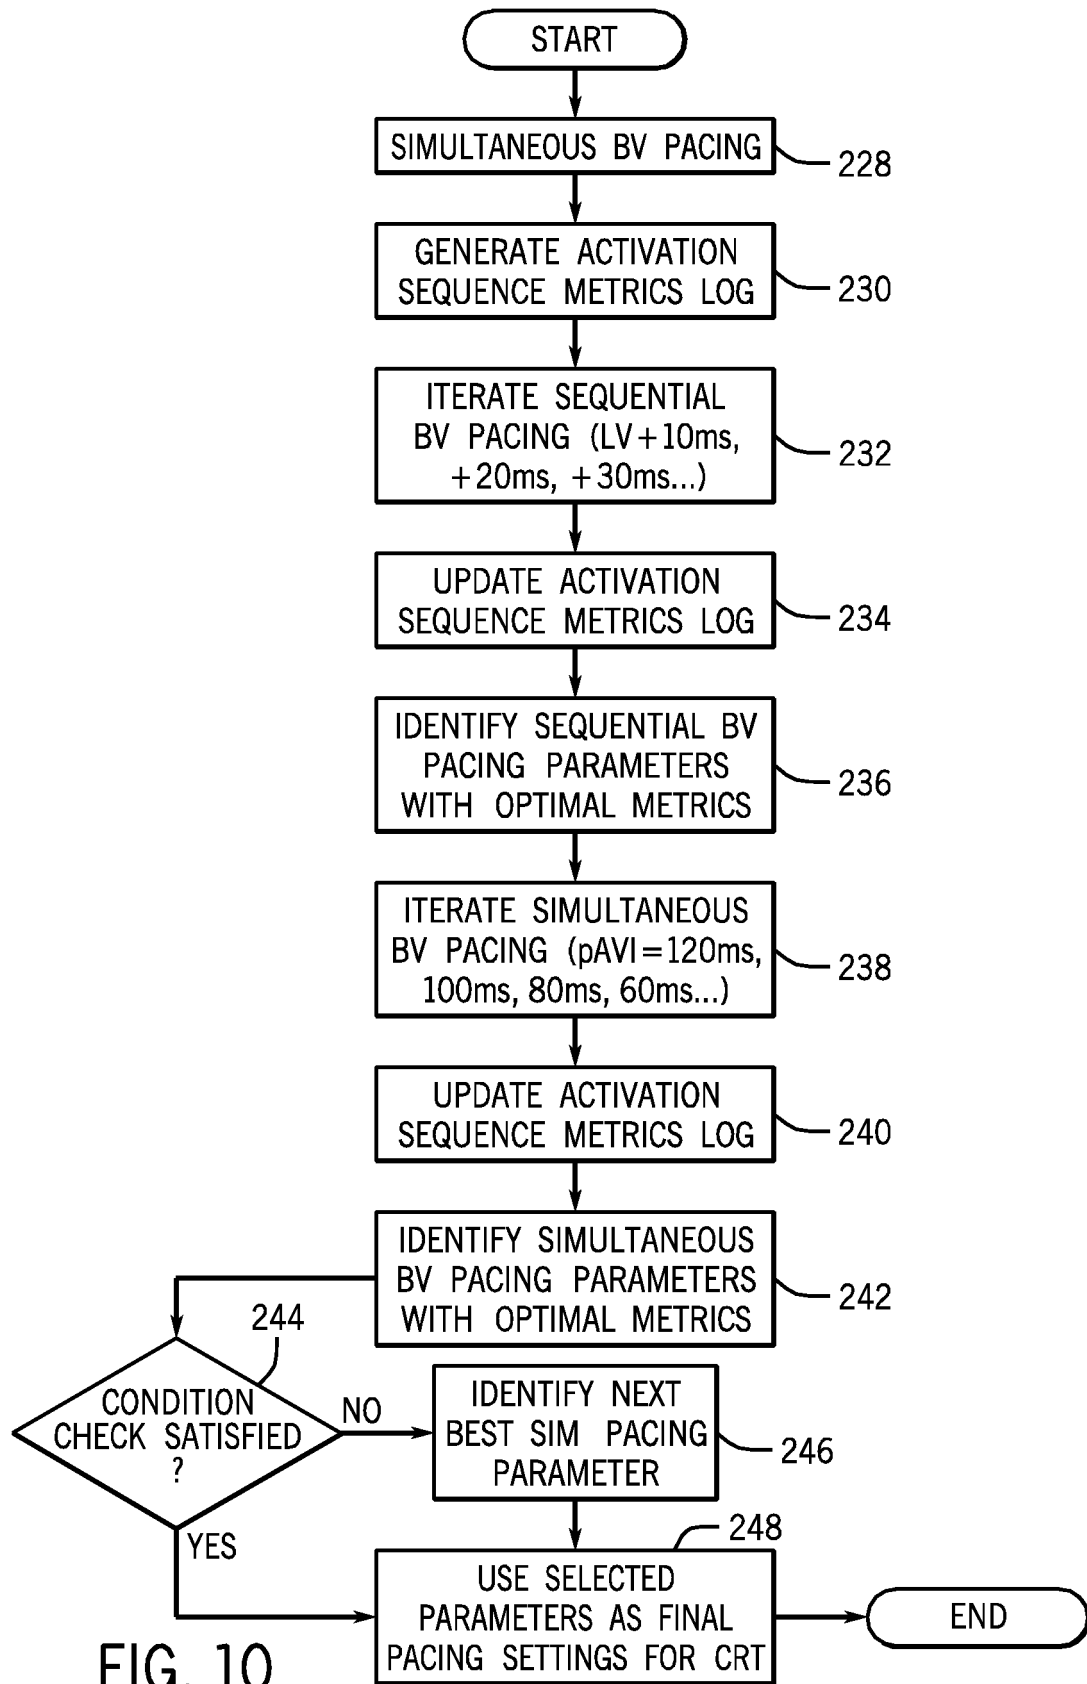 START
SIMULTANEOUS BV PACING
228
GENERATE ACTIVATION
SEQUENCE METRICS LOG
230
ITERATE SEQUENTIAL
BV PACING (LV+10ms,
+20ms, +30ms...)
232
UPDATE ACTIVATION
SEQUENCE METRICS LOG
234
IDENTIFY SEQUENTIAL BV
PACING PARAMETERS
WITH OPTIMAL METRICS
236
ITERATE SIMULTANEOUS
BV PACING (pAVI=120ms,
100ms, 80ms, 60ms...)
238
UPDATE ACTIVATION
SEQUENCE METRICS LOG
240
IDENTIFY SIMULTANEOUS
BV PACING PARAMETERS
WITH OPTIMAL METRICS
242
244
CONDITION
CHECK SATISFIED
?
NO
IDENTIFY NEXT
BEST SIM PACING
PARAMETER
246
YES
248
USE SELECTED
PARAMETERS AS FINAL
PACING SETTINGS FOR CRT
END
FIG. 10